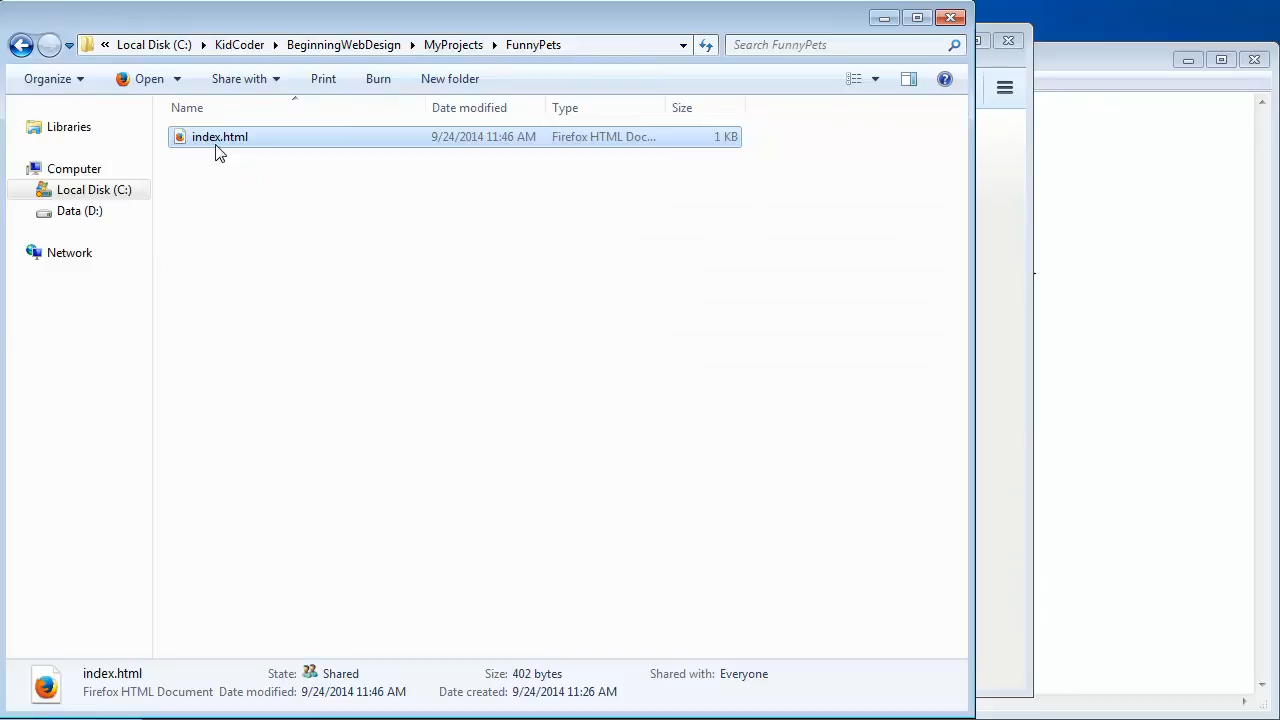 « Local Disk (C:) KidCoder BeginningWebDesign MyProjects FunnyPets Search FunnyPets
Organize Open Share with Print Burn New folder
Name Date modified Type Size
Libraries
index.html 9/24/2014 11:46 AM Firefox HTML Doc... 1 KB
Computer
Local Disk (C:)
Data (D:)
Network
index.html State: Shared Size: 402 bytes Shared with: Everyone
Firefox HTML Document Date modified: 9/24/2014 11:46 AM Date created: 9/24/2014 11:26 AM